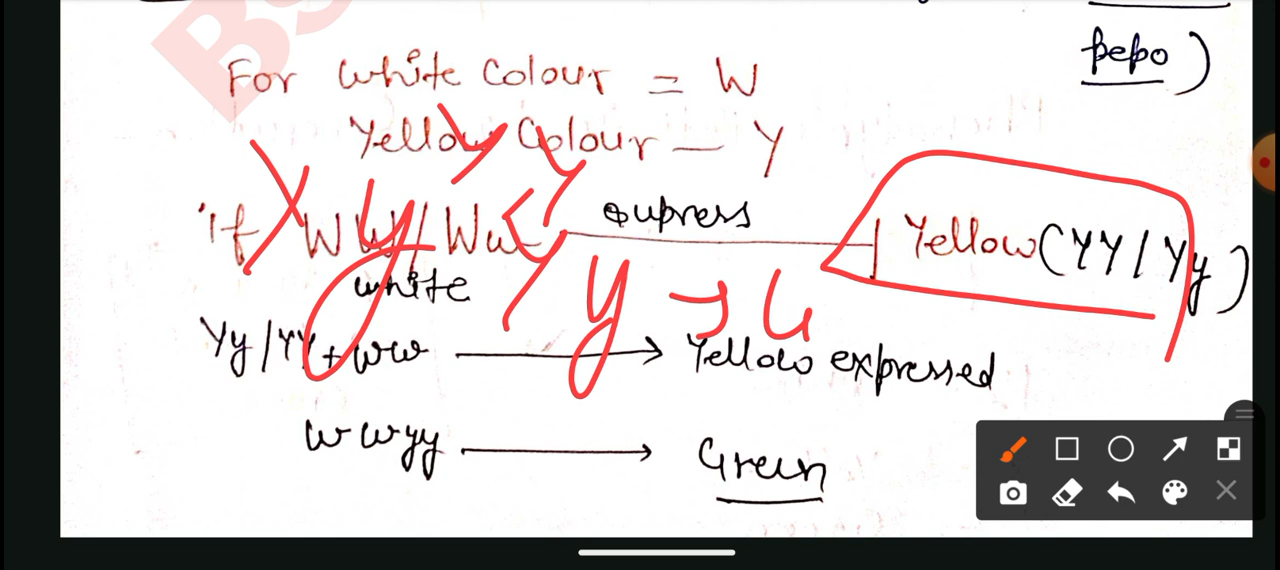 For white Colour = W
pepo)
Yellow Colour — Y
if WW/Ww supress Yellow(YY/Yy)
white
Yy/YY+ww → Yellow expressed
wwyy → Green